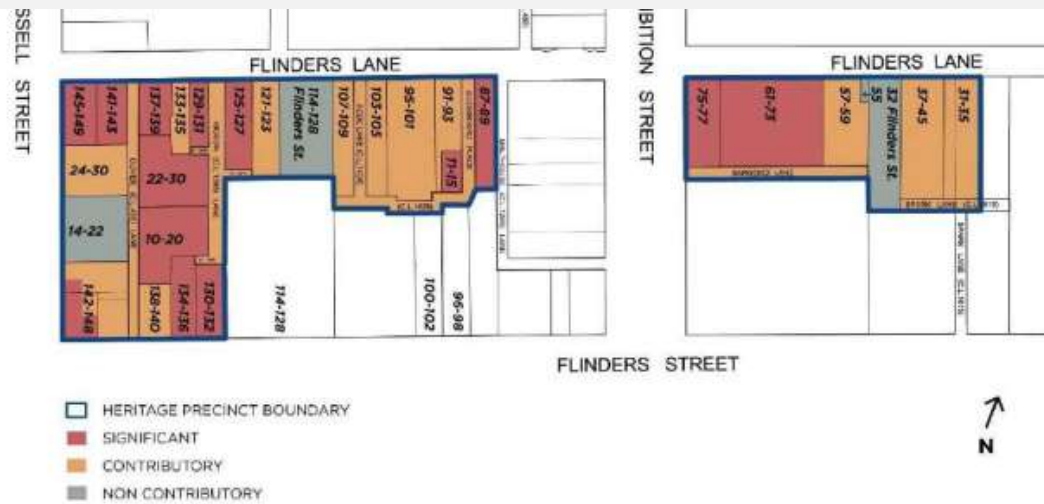 SSELL STREET
FLINDERS LANE
IBITION STREET
FLINDERS LANE
145-149
141-143
137-139
133-135
129-131
125-127
121-123
114-128
Flinders St.
107-109
103-105
95-101
91-93
87-89
11-15
24-30
22-30
14-22
10-20
142-148
138-140
134-136
130-132
114-128
100-102
96-98
75-77
61-73
57-59
55
32 Flinders St.
37-45
31-35
FLINDERS STREET
HERITAGE PRECINCT BOUNDARY
SIGNIFICANT
CONTRIBUTORY
NON CONTRIBUTORY
N